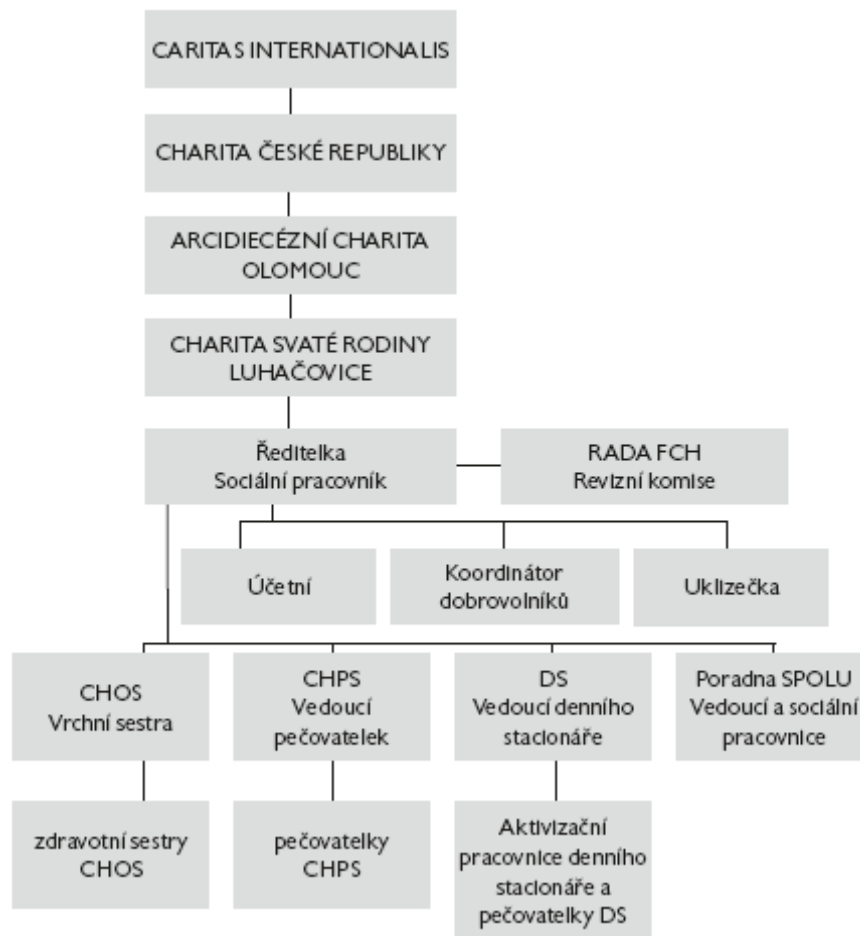 CARITAS INTERNATIONALIS
CHARITA ČESKÉ REPUBLIKY
ARCIDIECÉZNÍ CHARITA
OLOMOUC
CHARITA SVATÉ RODINY
LUHAČOVICE
Ředitelka
Sociální pracovník
RADA FCH
Revizní komise
Účetní
Koordinátor
dobrovolníků
Uklizečka
CHOS
Vrchní sestra
CHPS
Vedoucí
pečovatelek
DS
Vedoucí denního
stacionáře
Poradna SPOLU
Vedoucí a sociální
pracovnice
zdravotní sestry
CHOS
pečovatelky
CHPS
Aktivizační
pracovnice denního
stacionáře a
pečovatelky DS